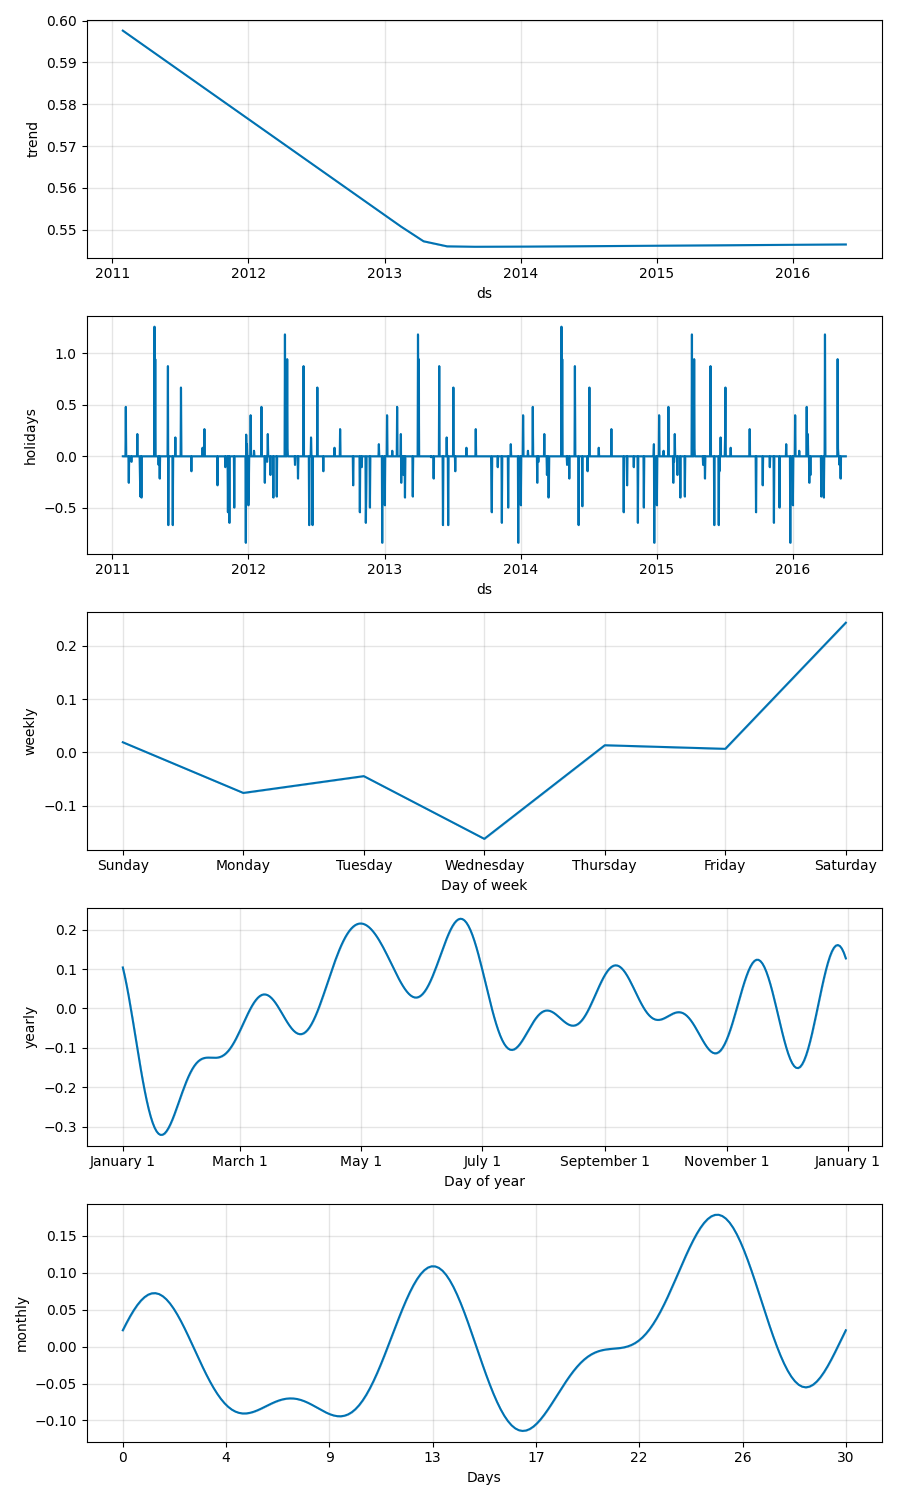 0.60
0.59
0.58
0.57
0.56
0.55
trend
2011 2012 2013 2014 2015 2016
ds
1.0
0.5
0.0
−0.5
holidays
2011 2012 2013 2014 2015 2016
ds
0.2
0.1
0.0
−0.1
weekly
Sunday Monday Tuesday Wednesday Thursday Friday Saturday
Day of week
0.2
0.1
0.0
−0.1
−0.2
−0.3
yearly
January 1 March 1 May 1 July 1 September 1 November 1 January 1
Day of year
0.15
0.10
0.05
0.00
−0.05
−0.10
monthly
0 4 9 13 17 22 26 30
Days